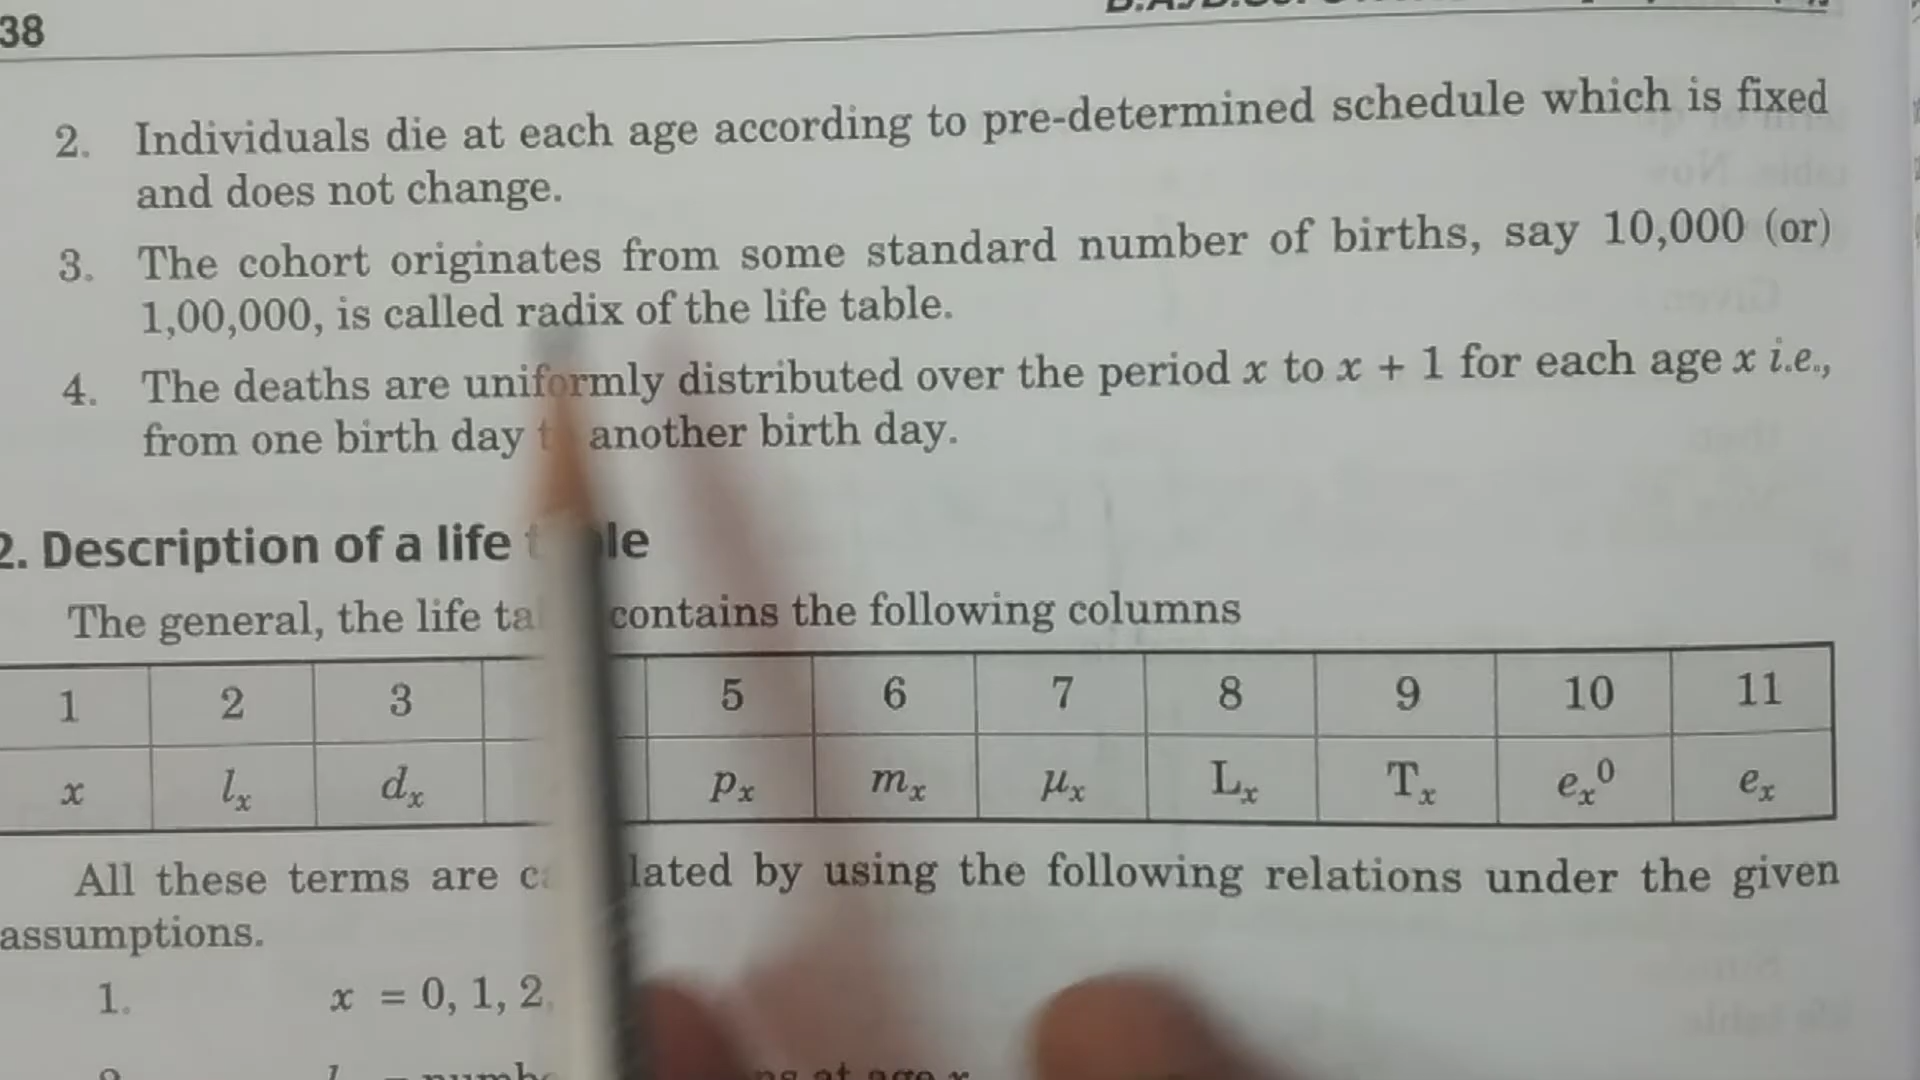 38
2. Individuals die at each age according to pre-determined schedule which is fixed
and does not change.
3. The cohort originates from some standard number of births, say 10,000 (or)
1,00,000, is called radix of the life table.
4. The deaths are uniformly distributed over the period x to x + 1 for each age x i.e.,
from one birth day another birth day.
2. Description of a life
The general, the life contains the following columns
1 2 3 5 6 7 8 9 10 11
x lₓ dₓ pₓ mₓ μₓ Lₓ Tₓ eₓ⁰ eₓ
All these terms are by using the following relations under the given
assumptions.
1. x = 0, 1, 2,
at age x